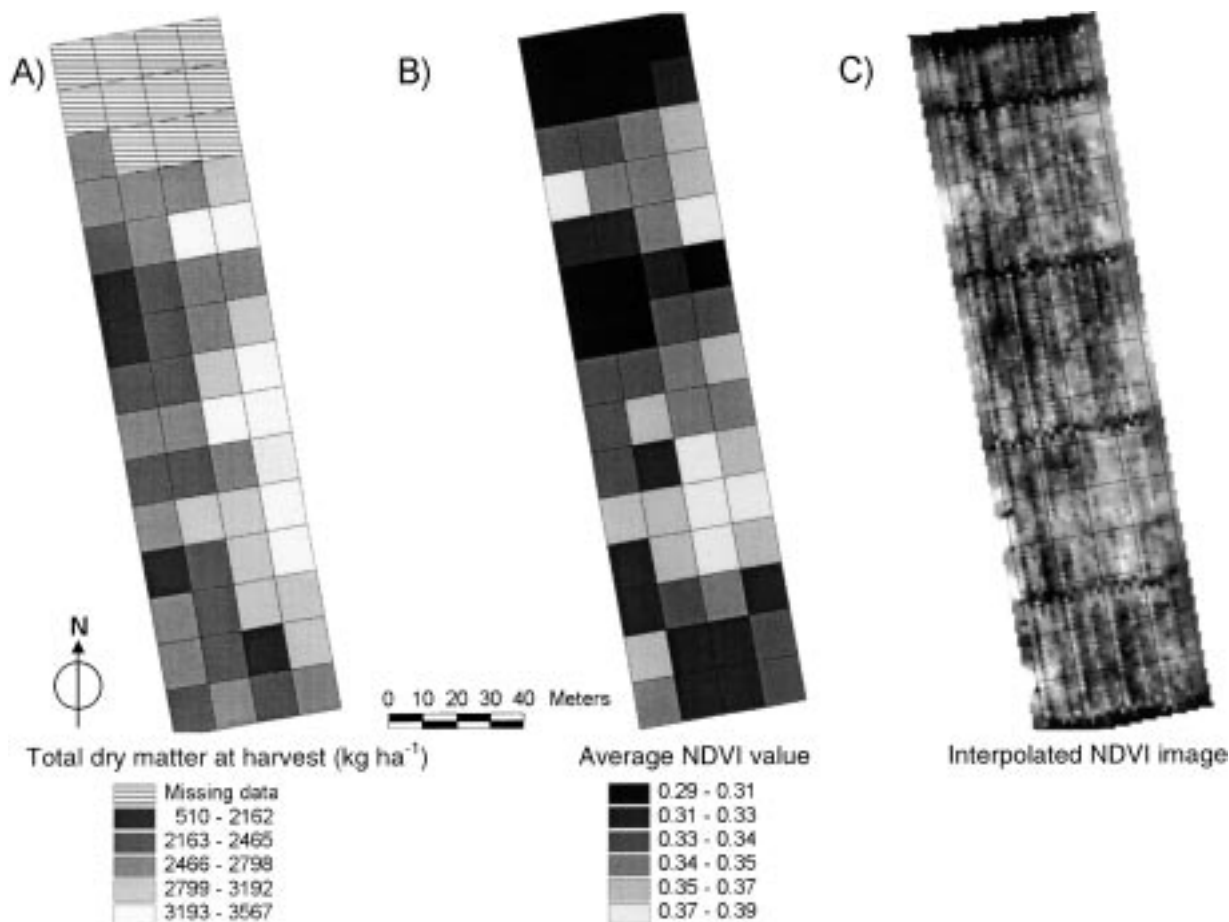 A)
B)
C)
N
0 10 20 30 40 Meters
Total dry matter at harvest (kg ha⁻¹)
Missing data
510 - 2162
2163 - 2465
2466 - 2798
2799 - 3192
3193 - 3567
Average NDVI value
0.29 - 0.31
0.31 - 0.33
0.33 - 0.34
0.34 - 0.35
0.35 - 0.37
0.37 - 0.39
Interpolated NDVI image